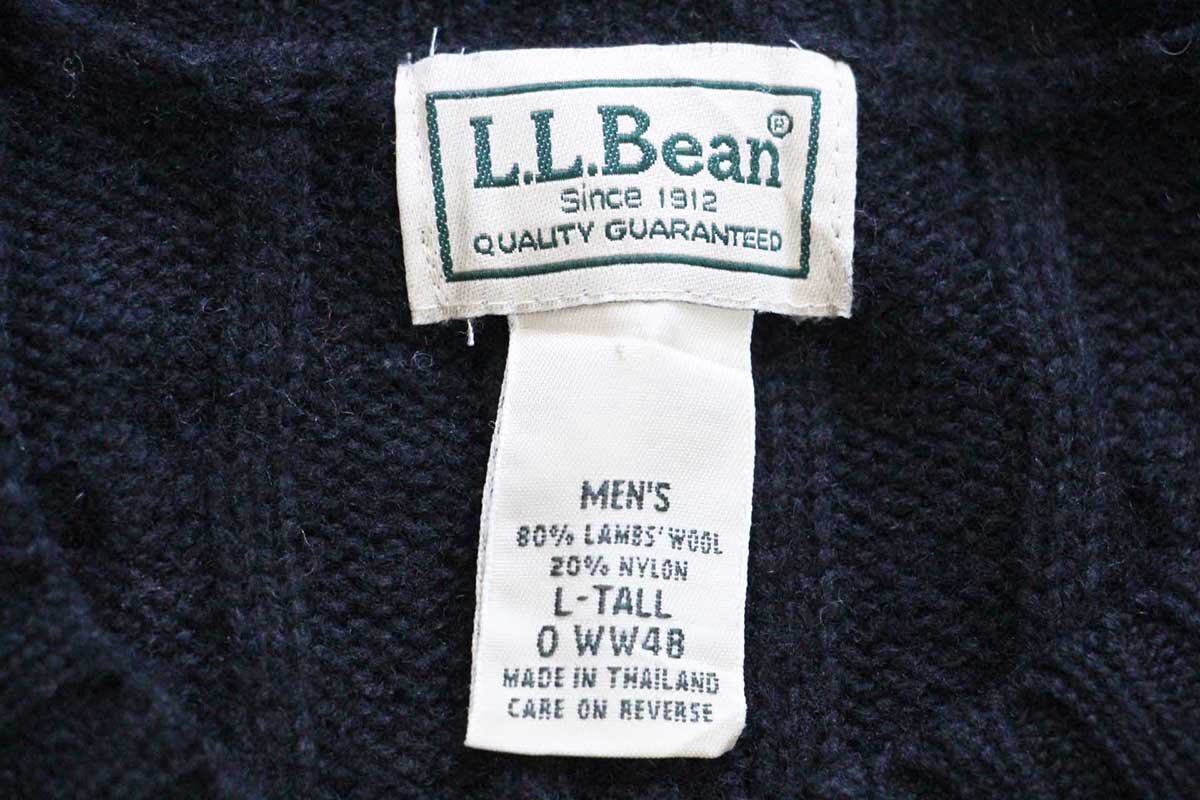 L.L.Bean®
Since 1912
QUALITY GUARANTEED
MEN'S
80% LAMBS' WOOL
20% NYLON
L-TALL
0 WW48
MADE IN THAILAND
CARE ON REVERSE